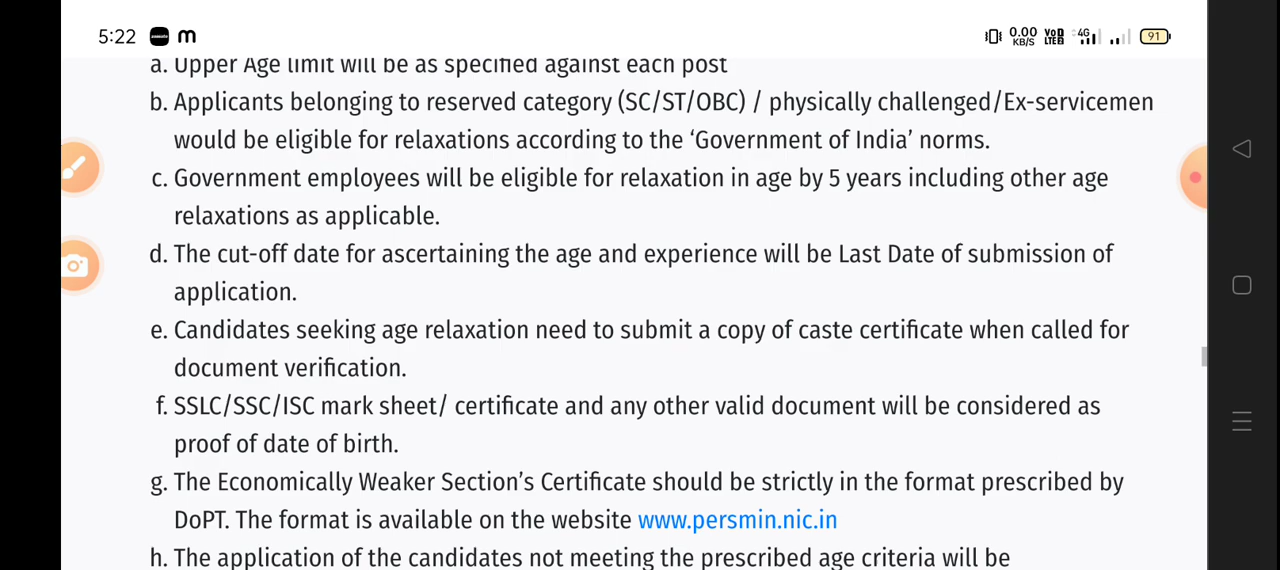 5:22 m 0.00 KB/S VoD LTE2 4G 91
a. Upper Age limit will be as specified against each post
b. Applicants belonging to reserved category (SC/ST/OBC) / physically challenged/Ex-servicemen
would be eligible for relaxations according to the ‘Government of India’ norms.
c. Government employees will be eligible for relaxation in age by 5 years including other age
relaxations as applicable.
d. The cut-off date for ascertaining the age and experience will be Last Date of submission of
application.
e. Candidates seeking age relaxation need to submit a copy of caste certificate when called for
document verification.
f. SSLC/SSC/ISC mark sheet/ certificate and any other valid document will be considered as
proof of date of birth.
g. The Economically Weaker Section’s Certificate should be strictly in the format prescribed by
DoPT. The format is available on the website www.persmin.nic.in
h. The application of the candidates not meeting the prescribed age criteria will be